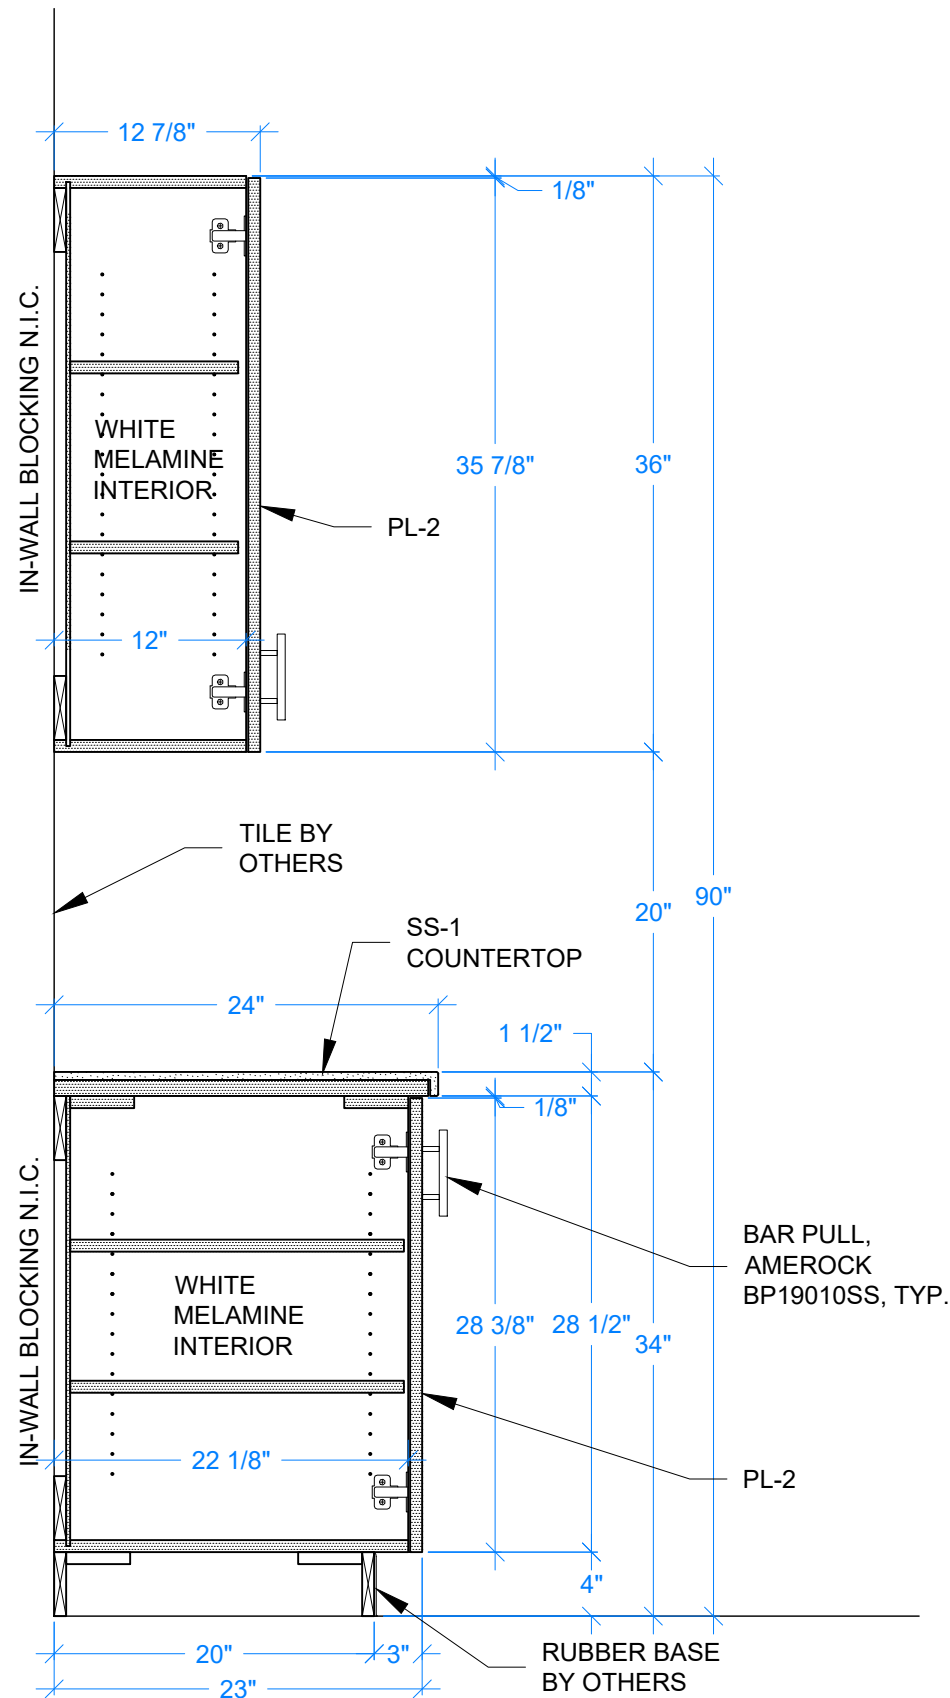 12 7/8"
1/8"
IN-WALL BLOCKING N.I.C.
WHITE
MELAMINE
INTERIOR
35 7/8"
36"
PL-2
12"
TILE BY
OTHERS
90"
20"
SS-1
COUNTERTOP
24"
1 1/2"
1/8"
IN-WALL BLOCKING N.I.C.
BAR PULL,
AMEROCK
BP19010SS, TYP.
WHITE
MELAMINE
INTERIOR
28 3/8"
28 1/2"
34"
22 1/8"
PL-2
4"
20"
3"
RUBBER BASE
BY OTHERS
23"